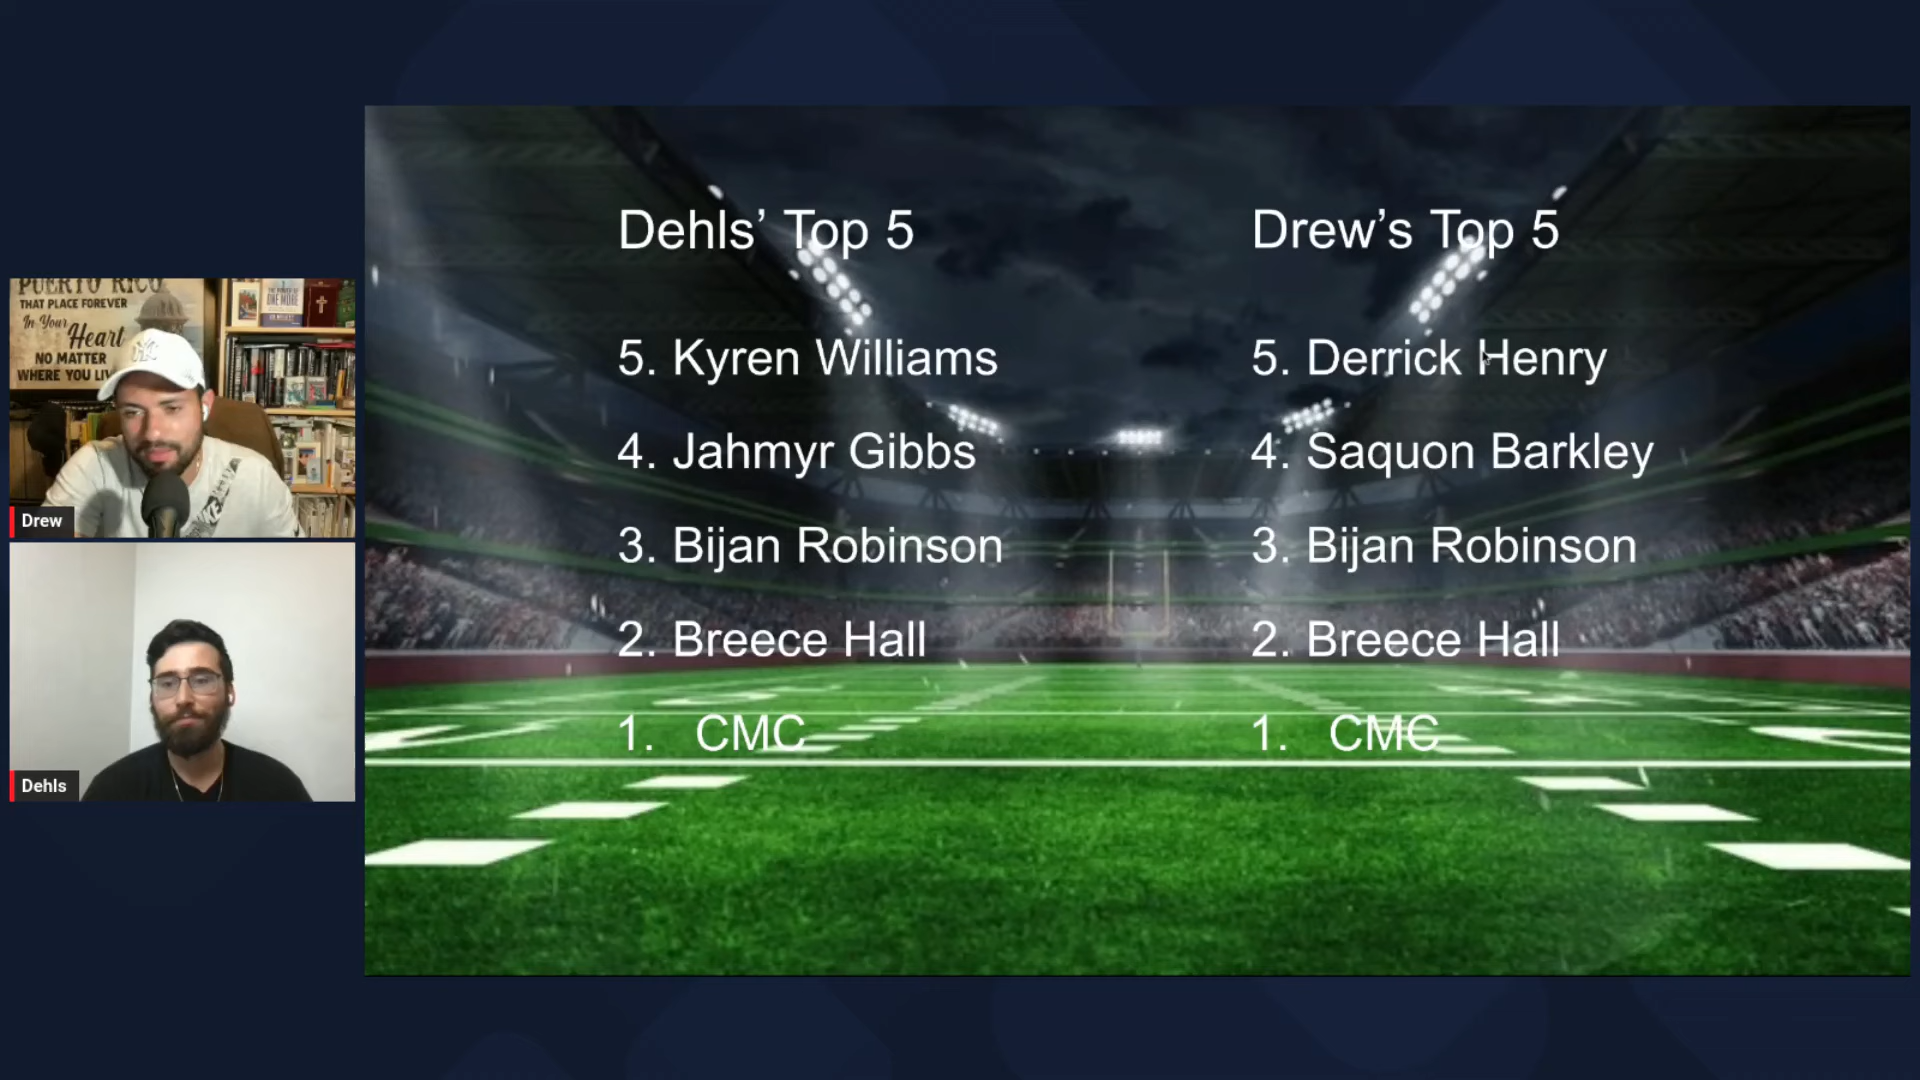 PUERTO RICO
THAT PLACE FOREVER
In Your
Heart
NO MATTER
WHERE YOU LIV
ONE MORE
Drew
Dehls
Dehls’ Top 5
5. Kyren Williams
4. Jahmyr Gibbs
3. Bijan Robinson
2. Breece Hall
1. CMC
Drew’s Top 5
5. Derrick Henry
4. Saquon Barkley
3. Bijan Robinson
2. Breece Hall
1. CMC